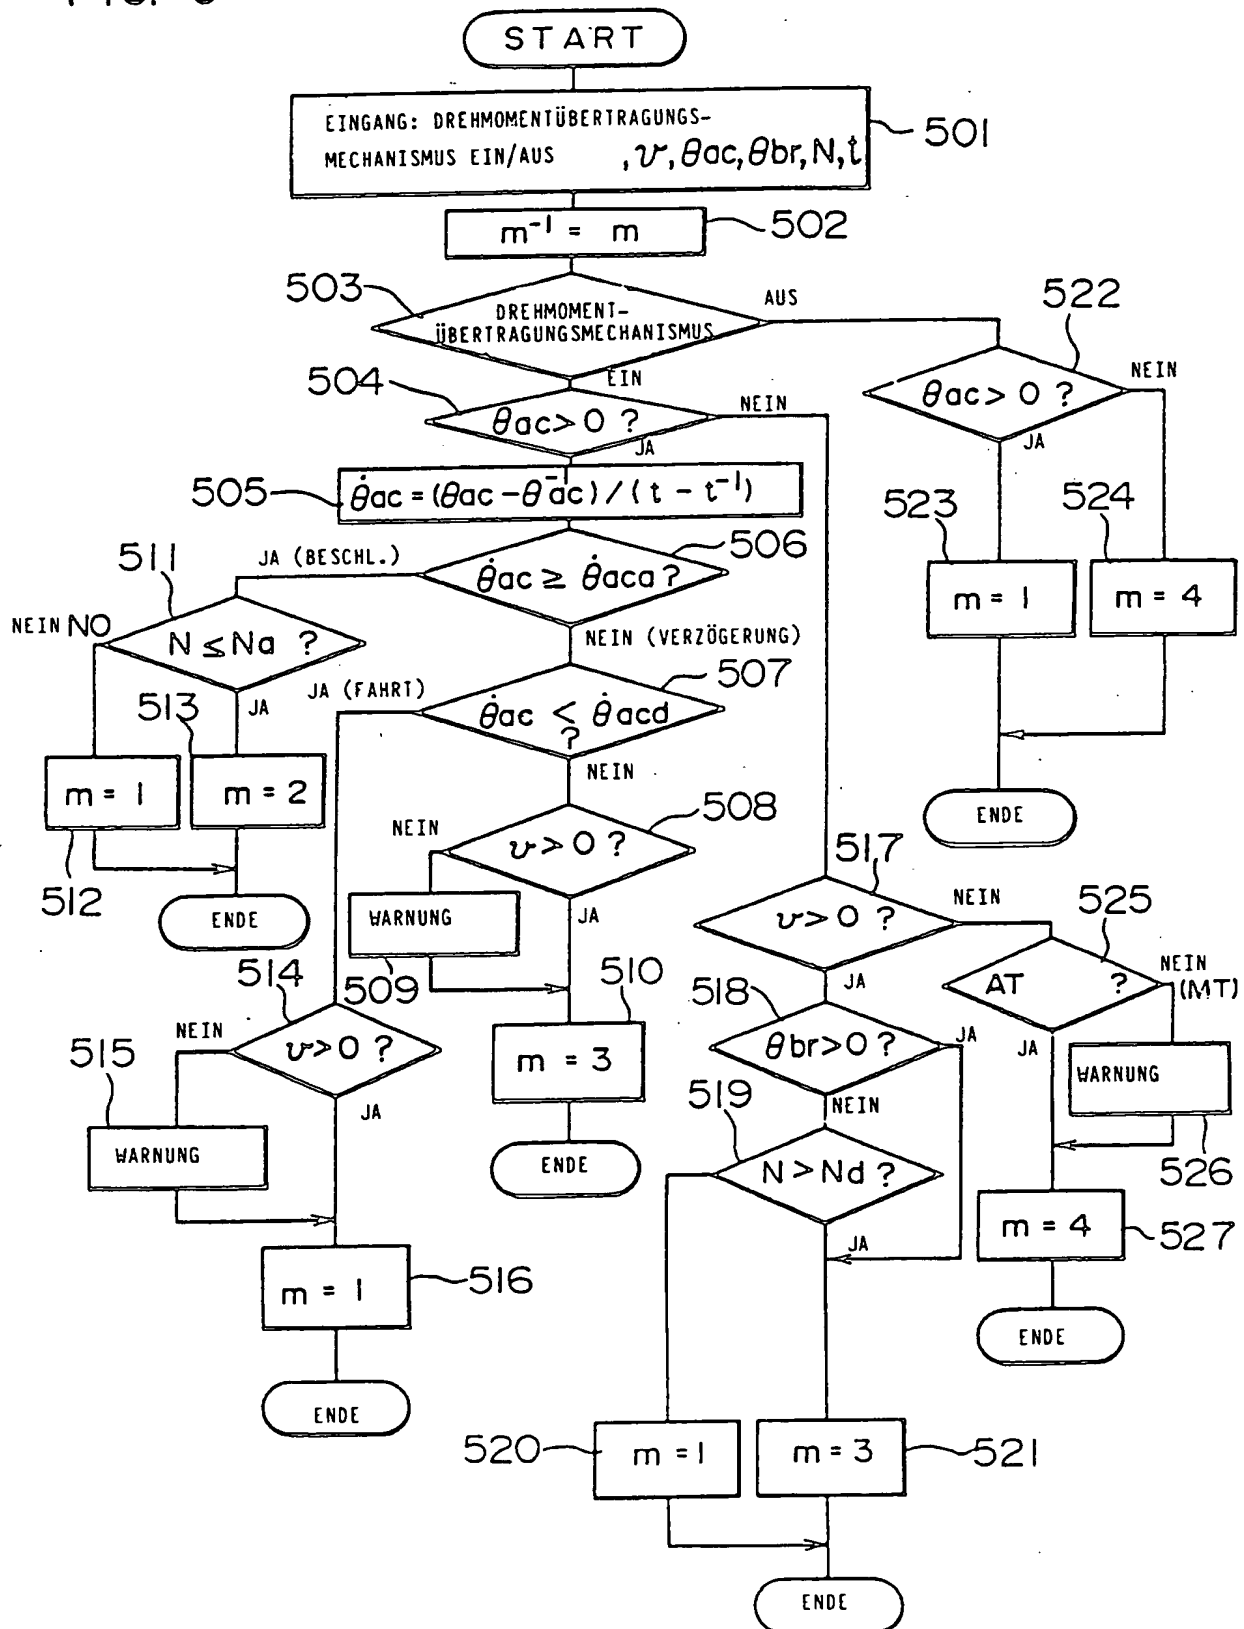 START
EINGANG: DREHMOMENTÜBERTRAGUNGS-
MECHANISMUS EIN/AUS , v, θac, θbr, N, t
501
m⁻¹ = m
502
503
DREHMOMENT-
ÜBERTRAGUNGSMECHANISMUS
AUS
EIN
522
θac > 0 ?
NEIN
JA
504
θac > 0 ?
NEIN
JA
505
θ̇ac = (θac − θ⁻ac) / (t − t⁻¹)
523
524
m = 1
m = 4
ENDE
506
JA (BESCHL.)
θ̇ac ≥ θ̇aca ?
NEIN (VERZÖGERUNG)
511
NEIN NO
N ≤ Na ?
JA
507
JA (FAHRT)
θ̇ac < θ̇acd
?
NEIN
513
m = 1
m = 2
512
ENDE
508
NEIN
v > 0 ?
JA
WARNUNG
509
510
m = 3
ENDE
514
NEIN
v > 0 ?
JA
515
WARNUNG
m = 1
516
ENDE
517
v > 0 ?
NEIN
JA
525
AT ?
NEIN
(MT)
JA
518
θbr > 0 ?
JA
NEIN
WARNUNG
526
519
N > Nd ?
JA
m = 4
527
ENDE
520
m = 1
m = 3
521
ENDE